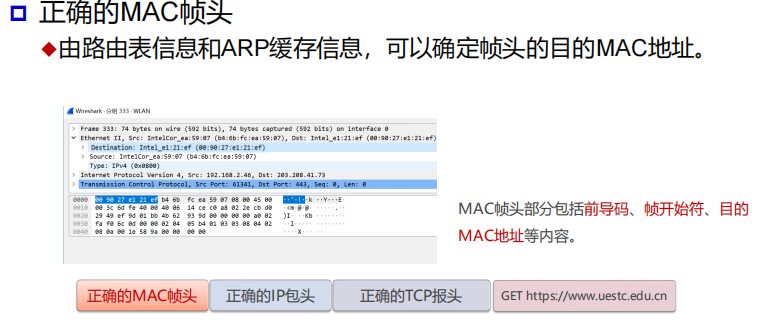 正确的MAC帧头
由路由表信息和ARP缓存信息，可以确定帧头的目的MAC地址。
Wireshark · 分组 333 · WLAN
Frame 333: 74 bytes on wire (592 bits), 74 bytes captured (592 bits) on interface 0
Ethernet II, Src: IntelCor_ea:59:07 (b4:6b:fc:ea:59:07), Dst: Intel_e1:21:ef (00:90:27:e1:21:ef)
Destination: Intel_e1:21:ef (00:90:27:e1:21:ef)
Source: IntelCor_ea:59:07 (b4:6b:fc:ea:59:07)
Type: IPv4 (0x0800)
Internet Protocol Version 4, Src: 192.168.2.46, Dst: 203.208.41.73
Transmission Control Protocol, Src Port: 61341, Dst Port: 443, Seq: 0, Len: 0
0000 00 90 27 e1 21 ef b4 6b fc ea 59 07 08 00 45 00 ··'·!··k ··Y···E·
0010 00 3c 6d fe 40 00 40 06 14 ce c0 a8 02 2e cb d0 ·<m·@·@· ·····.··
0020 29 49 ef 9d 01 bb 4b 62 93 9d 00 00 00 00 a0 02 )I····Kb ········
0030 fa f0 6c 0d 00 00 02 04 05 b4 01 03 03 08 04 02 ··l····· ········
0040 08 0a 00 1e 58 9a 00 00 00 00 ····X··· ··
MAC帧头部分包括前导码、帧开始符、目的
MAC地址等内容。
正确的MAC帧头 正确的IP包头 正确的TCP报头 GET https://www.uestc.edu.cn